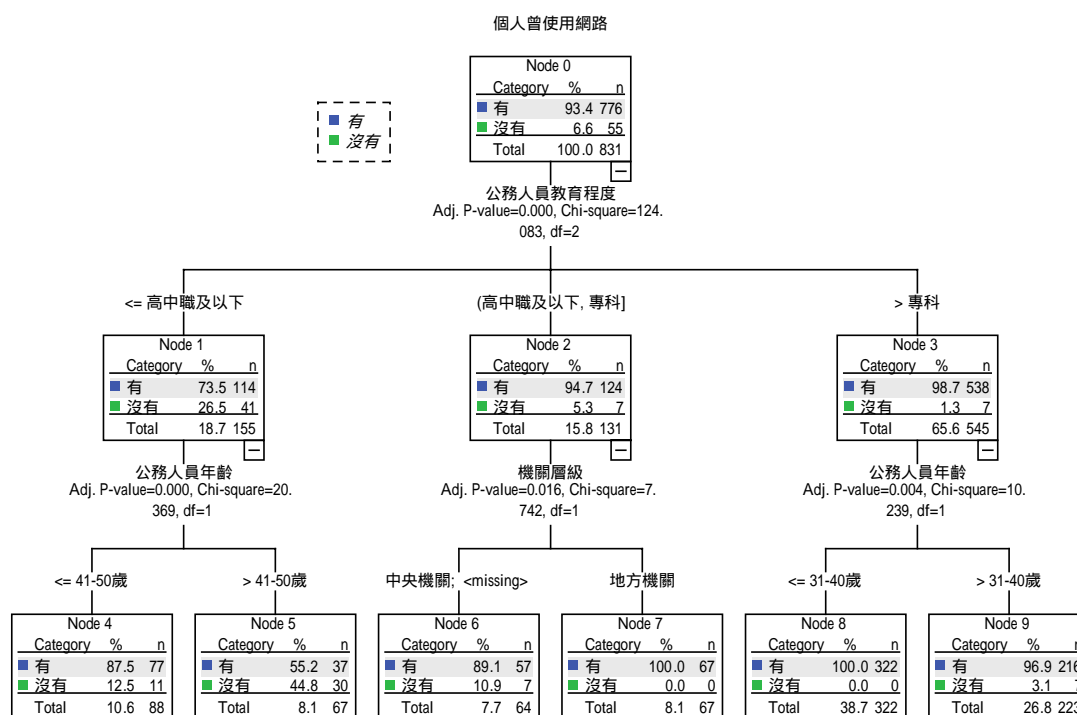 個人曾使用網路
Node 0
Category % n
有 93.4 776
沒有 6.6 55
Total 100.0 831
有
沒有
公務人員教育程度
Adj. P-value=0.000, Chi-square=124.
083, df=2
<= 高中職及以下
(高中職及以下, 專科]
> 專科
Node 1
Category % n
有 73.5 114
沒有 26.5 41
Total 18.7 155
Node 2
Category % n
有 94.7 124
沒有 5.3 7
Total 15.8 131
Node 3
Category % n
有 98.7 538
沒有 1.3 7
Total 65.6 545
公務人員年齡
Adj. P-value=0.000, Chi-square=20.
369, df=1
機關層級
Adj. P-value=0.016, Chi-square=7.
742, df=1
公務人員年齡
Adj. P-value=0.004, Chi-square=10.
239, df=1
<= 41-50歲
> 41-50歲
中央機關; <missing>
地方機關
<= 31-40歲
> 31-40歲
Node 4
Category % n
有 87.5 77
沒有 12.5 11
Total 10.6 88
Node 5
Category % n
有 55.2 37
沒有 44.8 30
Total 8.1 67
Node 6
Category % n
有 89.1 57
沒有 10.9 7
Total 7.7 64
Node 7
Category % n
有 100.0 67
沒有 0.0 0
Total 8.1 67
Node 8
Category % n
有 100.0 322
沒有 0.0 0
Total 38.7 322
Node 9
Category % n
有 96.9 216
沒有 3.1 7
Total 26.8 223